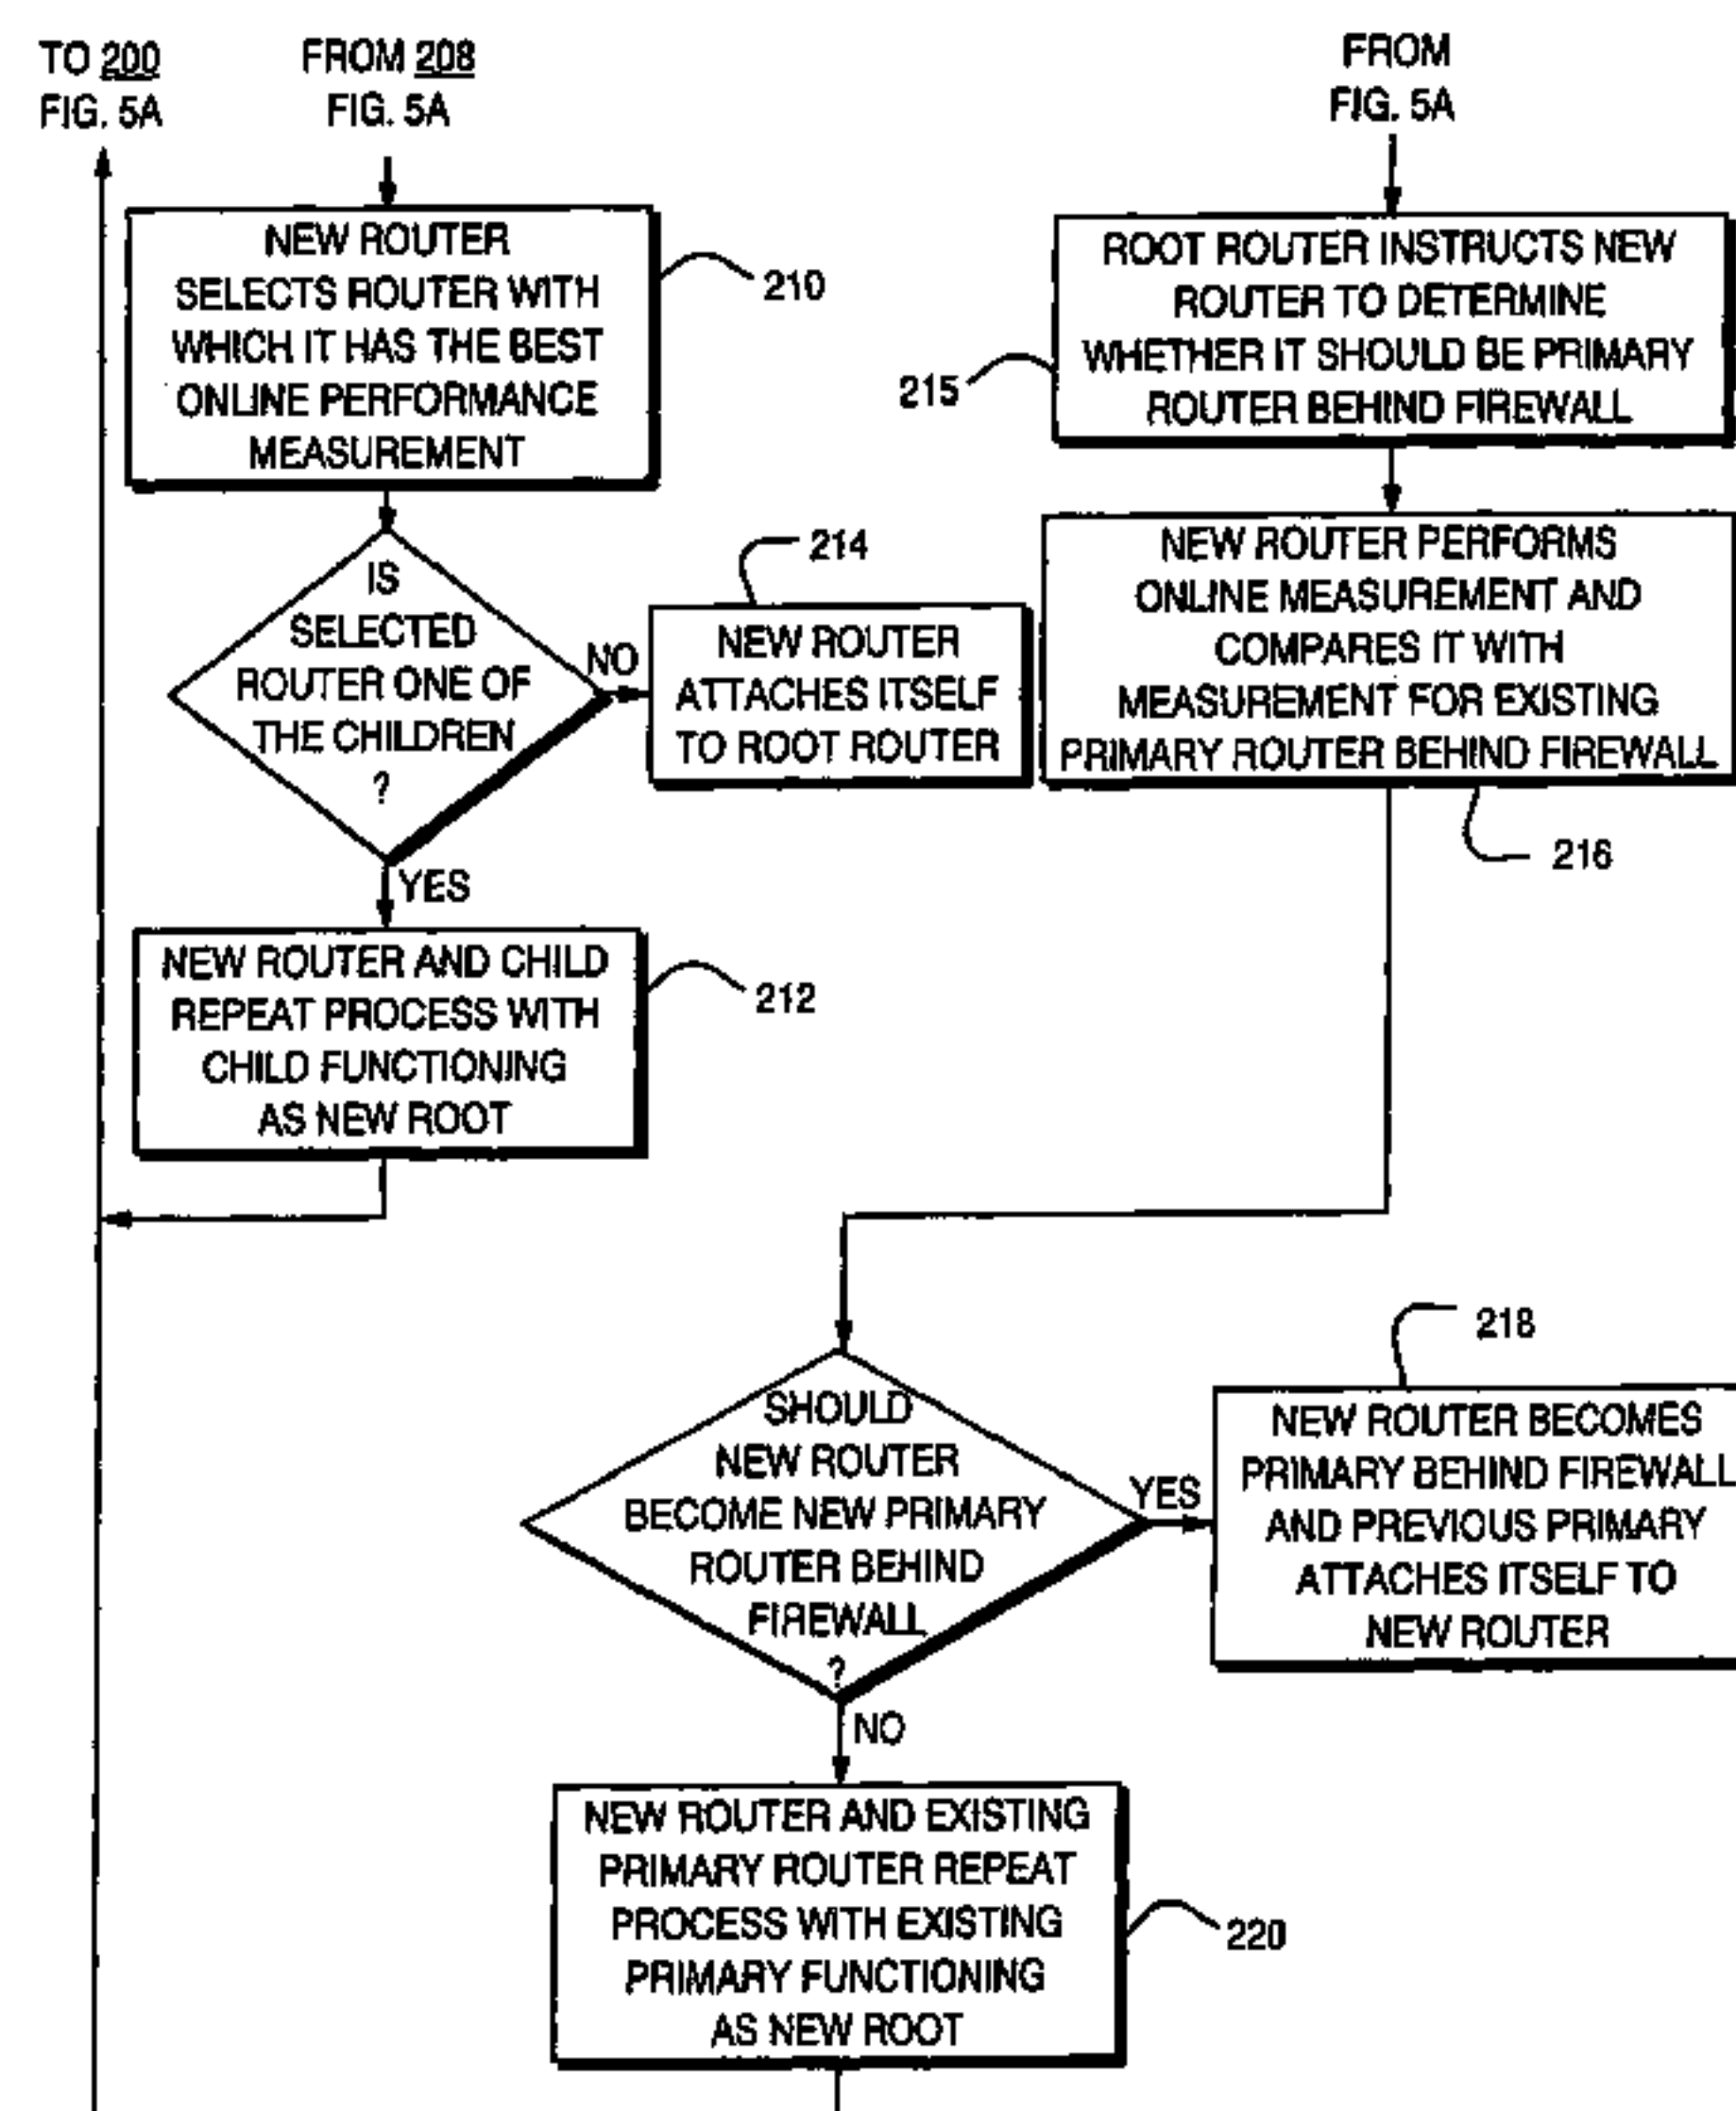 TO 200
FIG. 5A
FROM 208
FIG. 5A
FROM
FIG. 5A
NEW ROUTER
SELECTS ROUTER WITH
WHICH IT HAS THE BEST
ONLINE PERFORMANCE
MEASUREMENT
210
ROOT ROUTER INSTRUCTS NEW
ROUTER TO DETERMINE
WHETHER IT SHOULD BE PRIMARY
ROUTER BEHIND FIREWALL
215
IS
SELECTED
ROUTER ONE OF
THE CHILDREN
?
NO
214
NEW ROUTER
ATTACHES ITSELF
TO ROOT ROUTER
NEW ROUTER PERFORMS
ONLINE MEASUREMENT AND
COMPARES IT WITH
MEASUREMENT FOR EXISTING
PRIMARY ROUTER BEHIND FIREWALL
216
YES
NEW ROUTER AND CHILD
REPEAT PROCESS WITH
CHILD FUNCTIONING
AS NEW ROOT
212
SHOULD
NEW ROUTER
BECOME NEW PRIMARY
ROUTER BEHIND
FIREWALL
?
YES
218
NEW ROUTER BECOMES
PRIMARY BEHIND FIREWALL
AND PREVIOUS PRIMARY
ATTACHES ITSELF TO
NEW ROUTER
NO
NEW ROUTER AND EXISTING
PRIMARY ROUTER REPEAT
PROCESS WITH EXISTING
PRIMARY FUNCTIONING
AS NEW ROOT
220